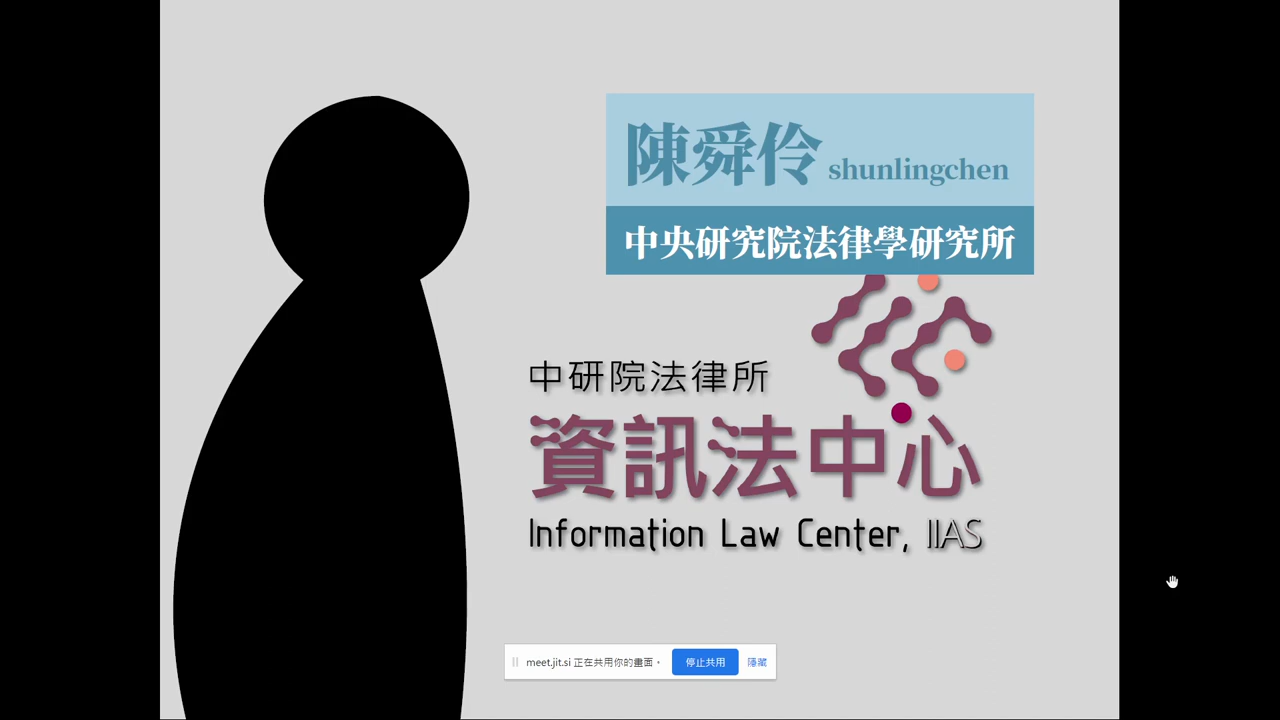 陳舜伶 shunlingchen
中央研究院法律學研究所
中研院法律所
資訊法中心
Information Law Center, IIAS
meet.jit.si 正在共用你的畫面。 停止共用 隱藏